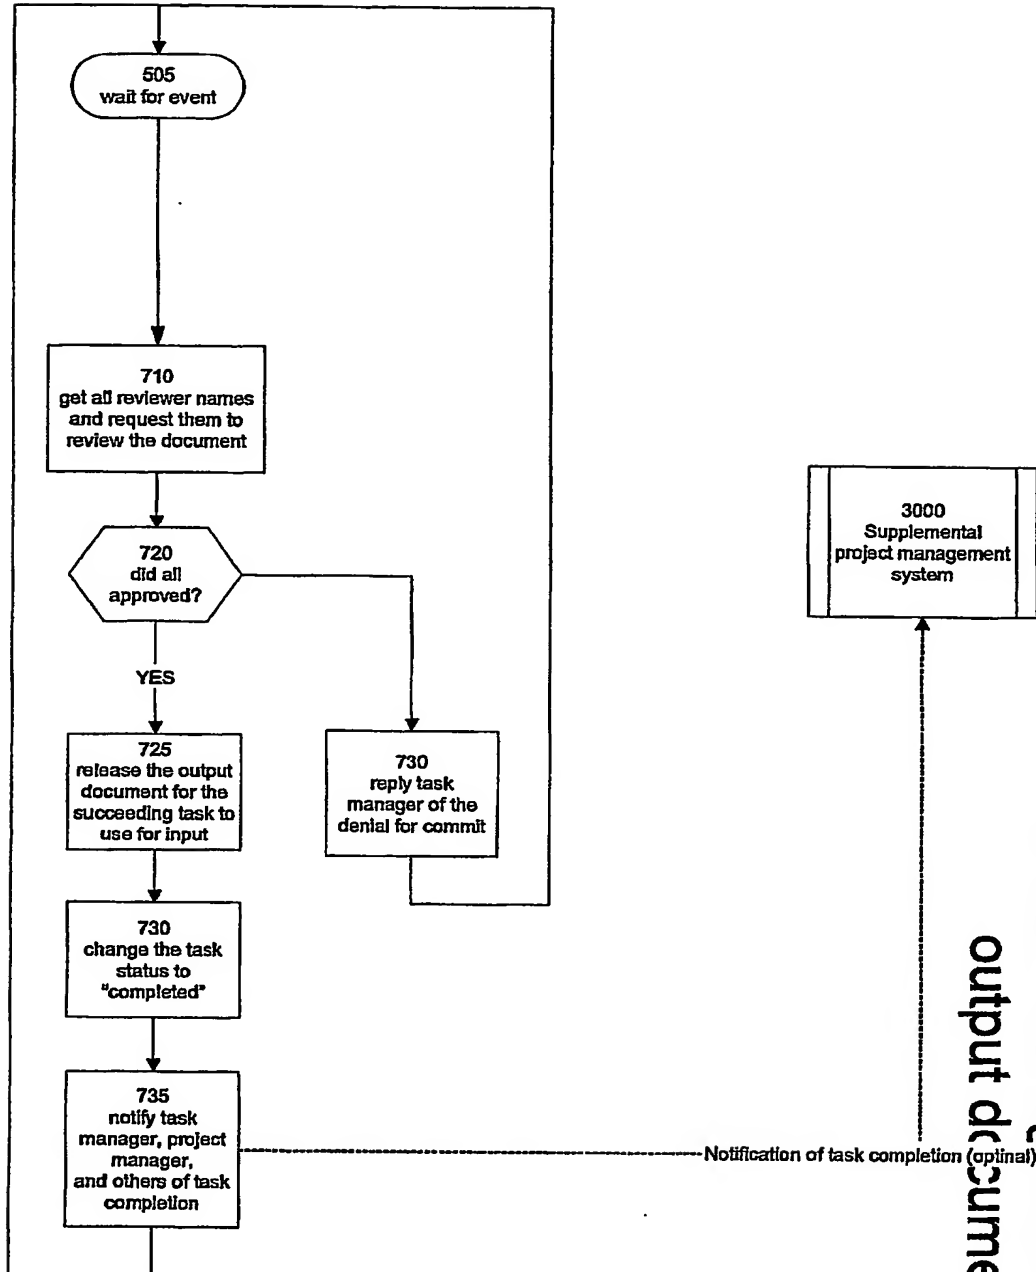 505
wait for event
710
get all reviewer names
and request them to
review the document
720
did all
approved?
YES
725
release the output
document for the
succeeding task to
use for input
730
reply task
manager of the
denial for commit
730
change the task
status to
"completed"
735
notify task
manager, project
manager,
and others of task
completion
3000
Supplemental
project management
system
Notification of task completion (optinal)
output docume